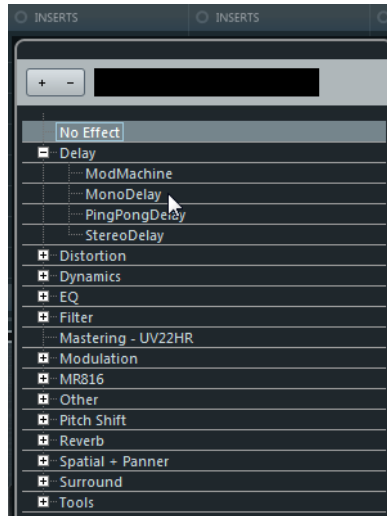 INSERTS INSERTS
+ -
No Effect
Delay
ModMachine
MonoDelay
PingPongDelay
StereoDelay
Distortion
Dynamics
EQ
Filter
Mastering - UV22HR
Modulation
MR816
Other
Pitch Shift
Reverb
Spatial + Panner
Surround
Tools